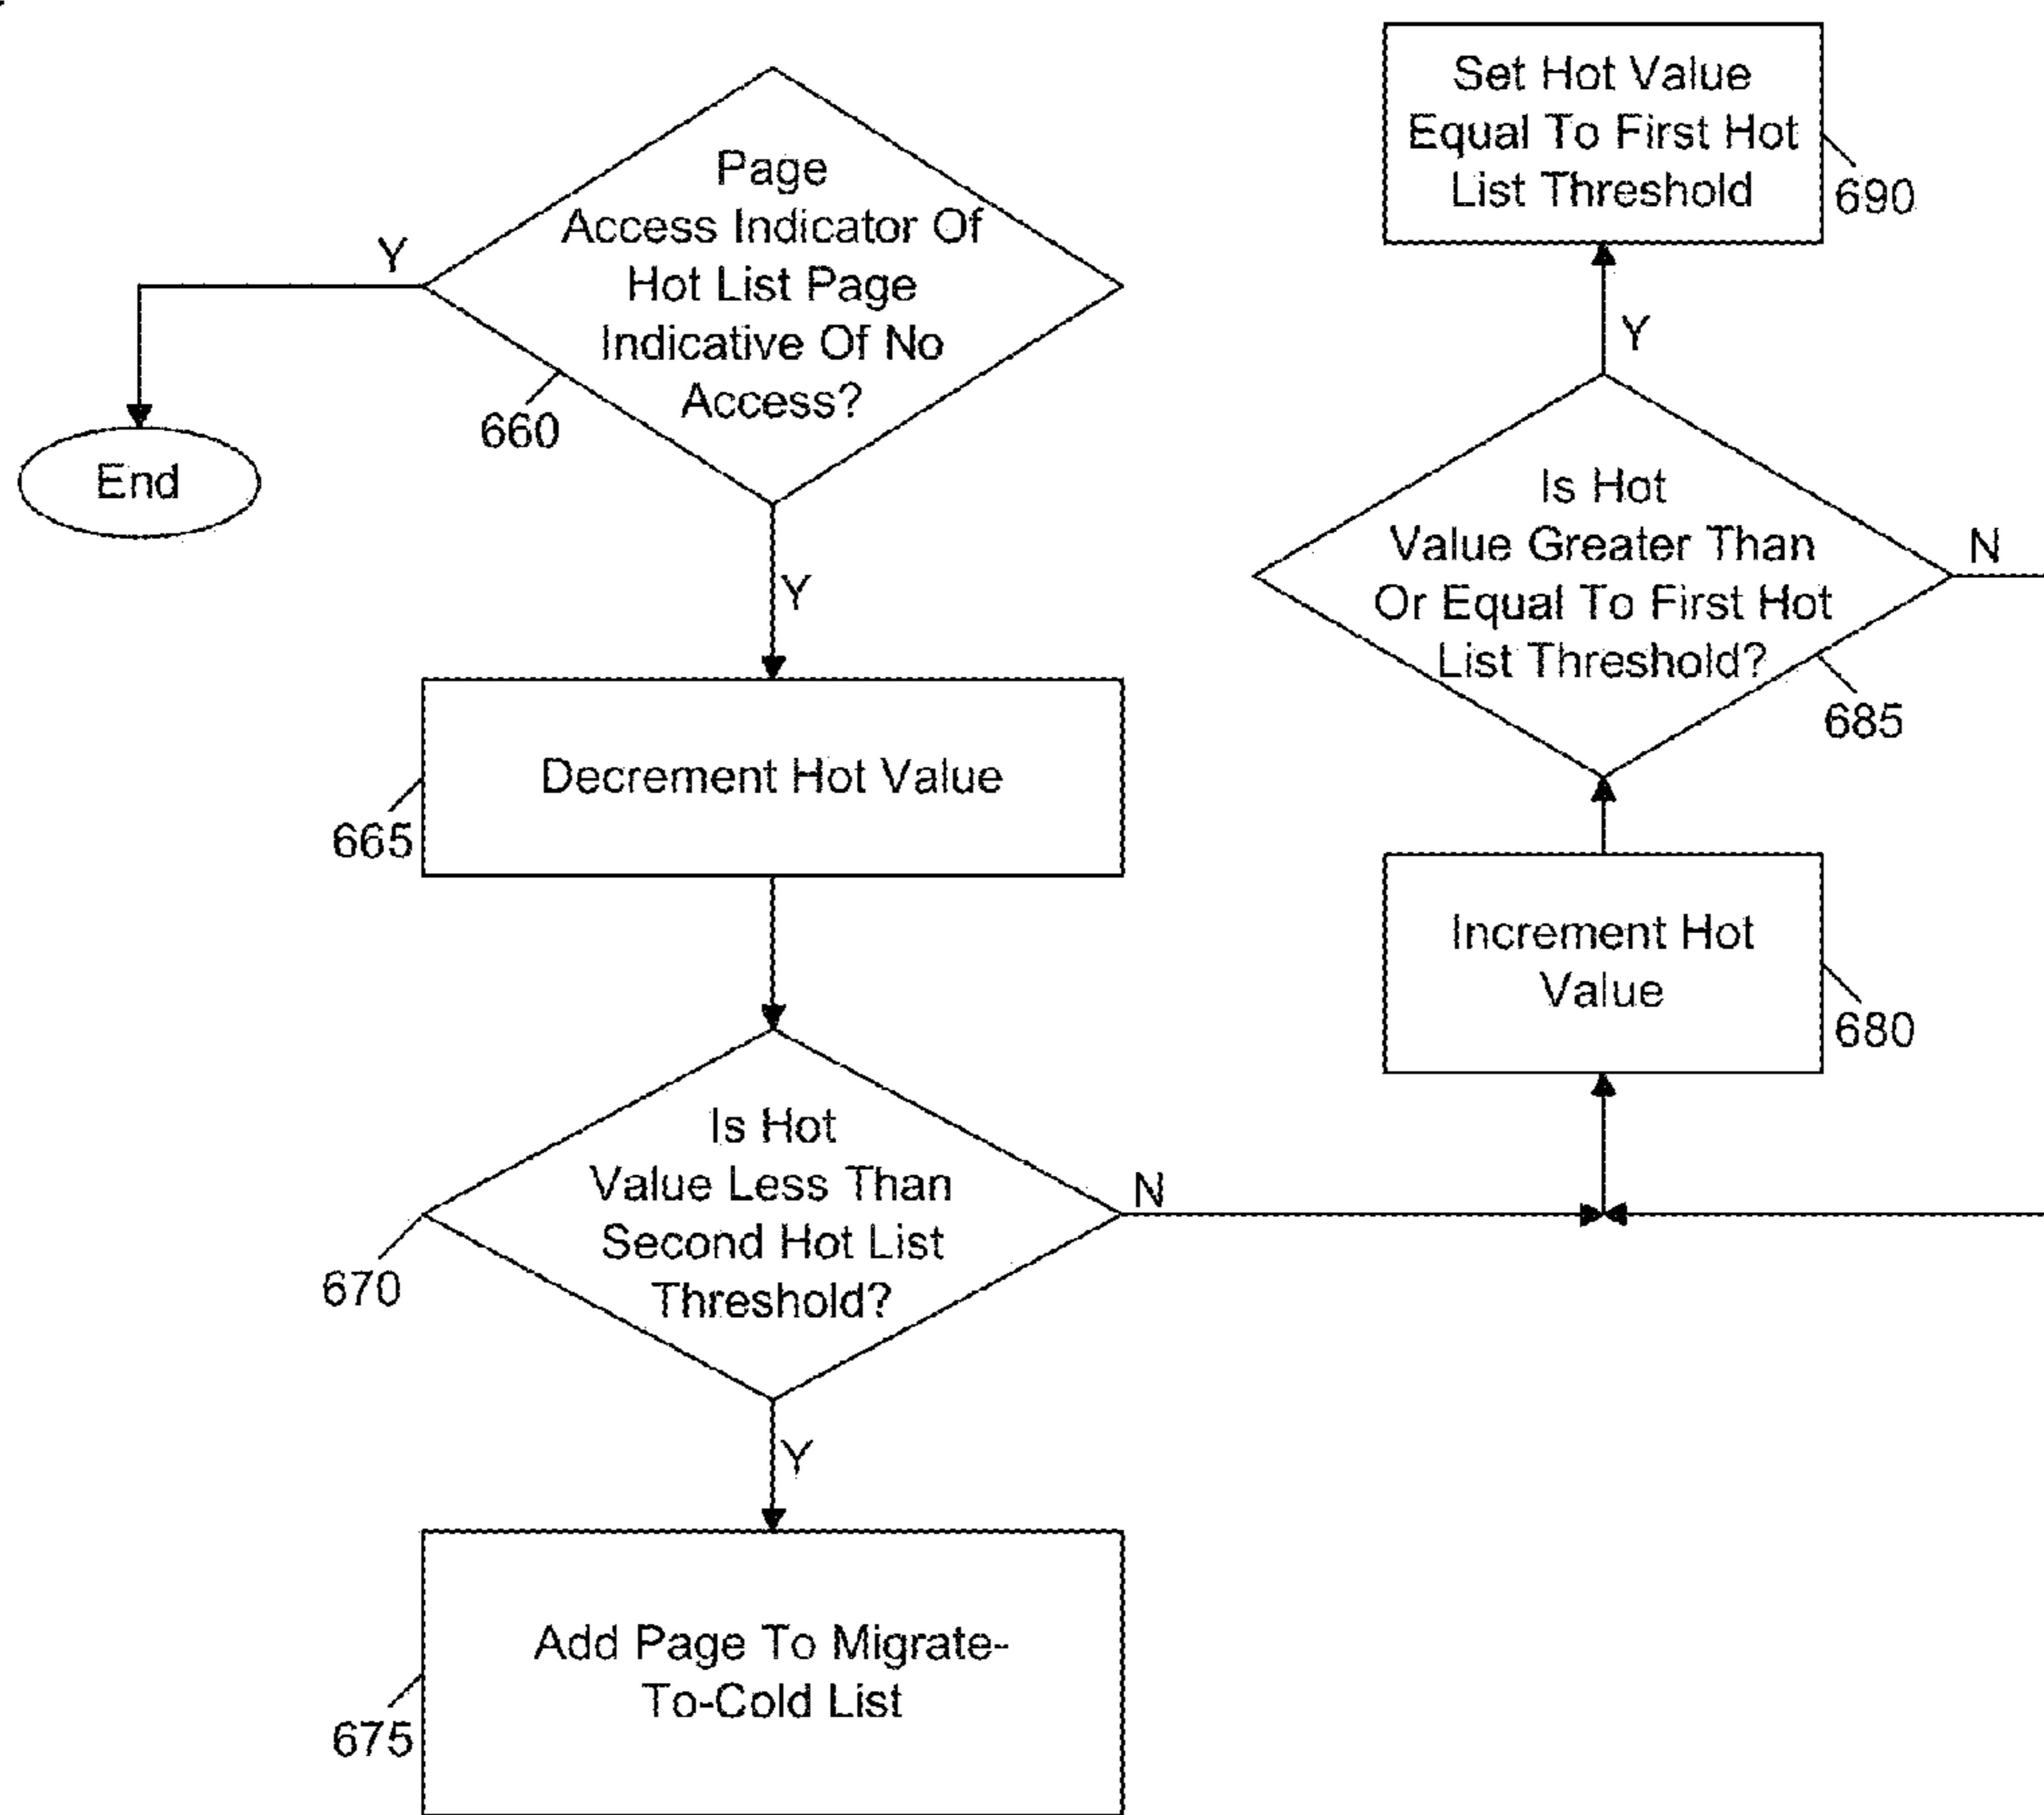 Page
Access Indicator Of
Hot List Page
Indicative Of No
Access?
Y
660
End
Y
Decrement Hot Value
665
Is Hot
Value Less Than
Second Hot List
Threshold?
N
670
Y
Add Page To Migrate-
To-Cold List
675
Set Hot Value
Equal To First Hot
List Threshold
690
Y
Is Hot
Value Greater Than
Or Equal To First Hot
List Threshold?
N
685
Increment Hot
Value
680